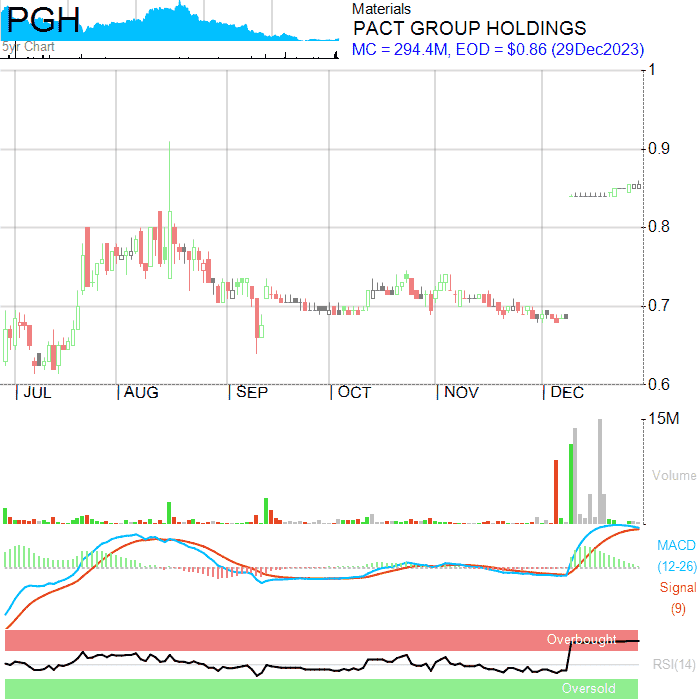 PGH
5yr Chart
Materials
PACT GROUP HOLDINGS
MC = 294.4M, EOD = $0.86 (29Dec2023)
1
0.9
0.8
0.7
0.6
JUL AUG SEP OCT NOV DEC
15M
Volume
MACD
(12-26)
Signal
(9)
Overbought
RSI(14)
Oversold